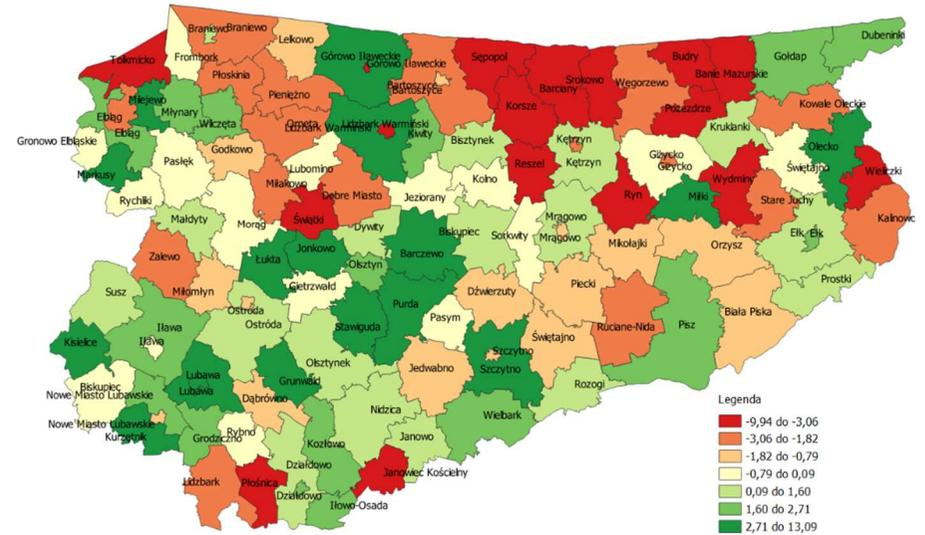 Braniewo
Braniewo
Lelkowo
Dubeninki
Tolkmicko
Frombork
Górowo Iławeckie
Górowo Iławeckie
Sępopol
Budry
Gołdap
Płoskinia
Bartoszyce
Bartoszyce
Barciany
Srokowo
Węgorzewo
Banie Mazurskie
Milejewo
Pieniężno
Korsze
Pozezdrze
Kowale Oleckie
Elbląg
Młynary
Wilczęta
Orneta
Lidzbark Warmiński
Lidzbark Warmiński
Kiwity
Kruklanki
Gronowo Elbląskie
Elbląg
Godkowo
Bisztynek
Kętrzyn
Kętrzyn
Giżycko
Giżycko
Olecko
Markusy
Pasłęk
Lubomino
Reszel
Świętajno
Wieliczki
Rychliki
Miłakowo
Dobre Miasto
Jeziorany
Kolno
Ryn
Miłki
Wydminy
Stare Juchy
Kalinowo
Małdyty
Morąg
Świątki
Dywity
Biskupiec
Sorkwity
Mrągowo
Mrągowo
Mikołajki
Orzysz
Ełk
Ełk
Zalewo
Łukta
Jonkowo
Olsztyn
Barczewo
Prostki
Susz
Miłomłyn
Gietrzwałd
Purda
Dźwierzuty
Piecki
Ostróda
Ostróda
Pasym
Biała Piska
Iława
Iława
Stawiguda
Ruciane-Nida
Pisz
Kisielice
Świętajno
Szczytno
Szczytno
Olsztynek
Jedwabno
Lubawa
Lubawa
Grunwald
Rozogi
Biskupiec
Nowe Miasto Lubawskie
Dąbrówno
Nidzica
Wielbark
Legenda
Nowe Miasto Lubawskie
Kurzętnik
Grodziczno
Rybno
Kozłowo
Janowo
-9,94 do -3,06
-3,06 do -1,82
-1,82 do -0,79
-0,79 do 0,09
0,09 do 1,60
1,60 do 2,71
2,71 do 13,09
Lidzbark
Płośnica
Działdowo
Działdowo
Janowiec Kościelny
Iłowo-Osada